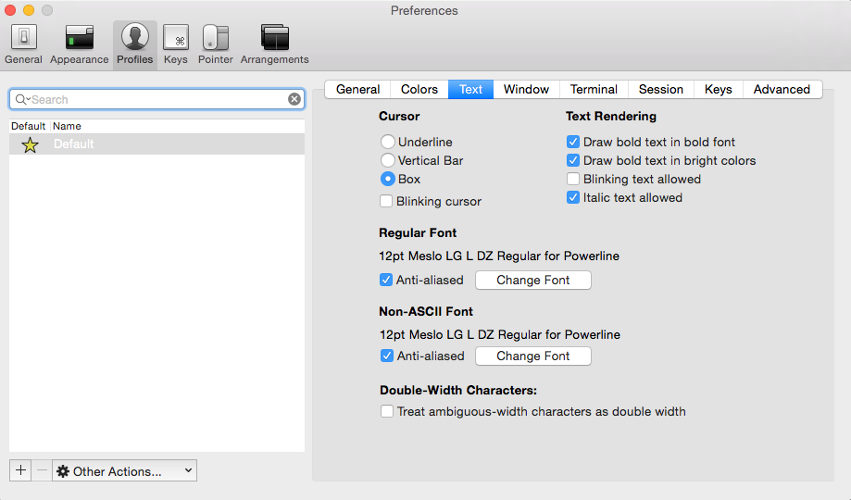 Preferences
General Appearance Profiles Keys Pointer Arrangements
Search
Default Name
Default
Other Actions...
General Colors Text Window Terminal Session Keys Advanced
Cursor
Underline
Vertical Bar
Box
Blinking cursor
Text Rendering
Draw bold text in bold font
Draw bold text in bright colors
Blinking text allowed
Italic text allowed
Regular Font
12pt Meslo LG L DZ Regular for Powerline
Anti-aliased Change Font
Non-ASCII Font
12pt Meslo LG L DZ Regular for Powerline
Anti-aliased Change Font
Double-Width Characters:
Treat ambiguous-width characters as double width